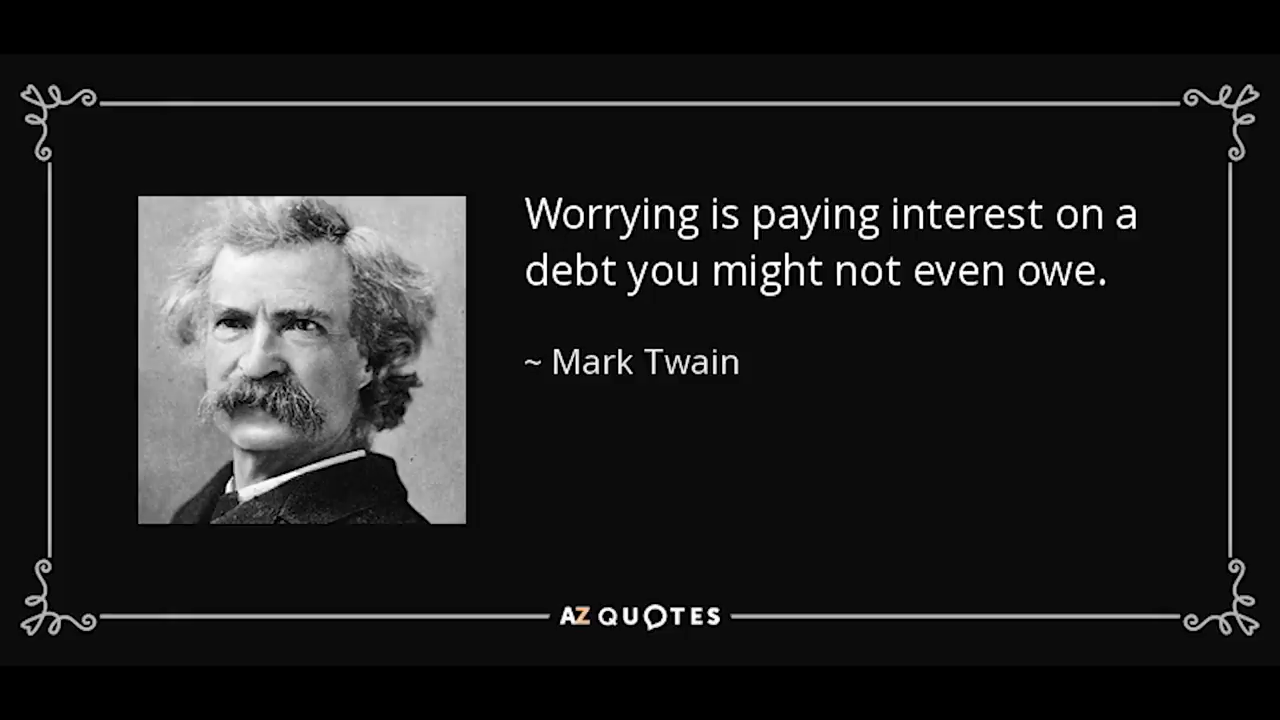 Worrying is paying interest on a
debt you might not even owe.
~ Mark Twain
AZ QUOTES